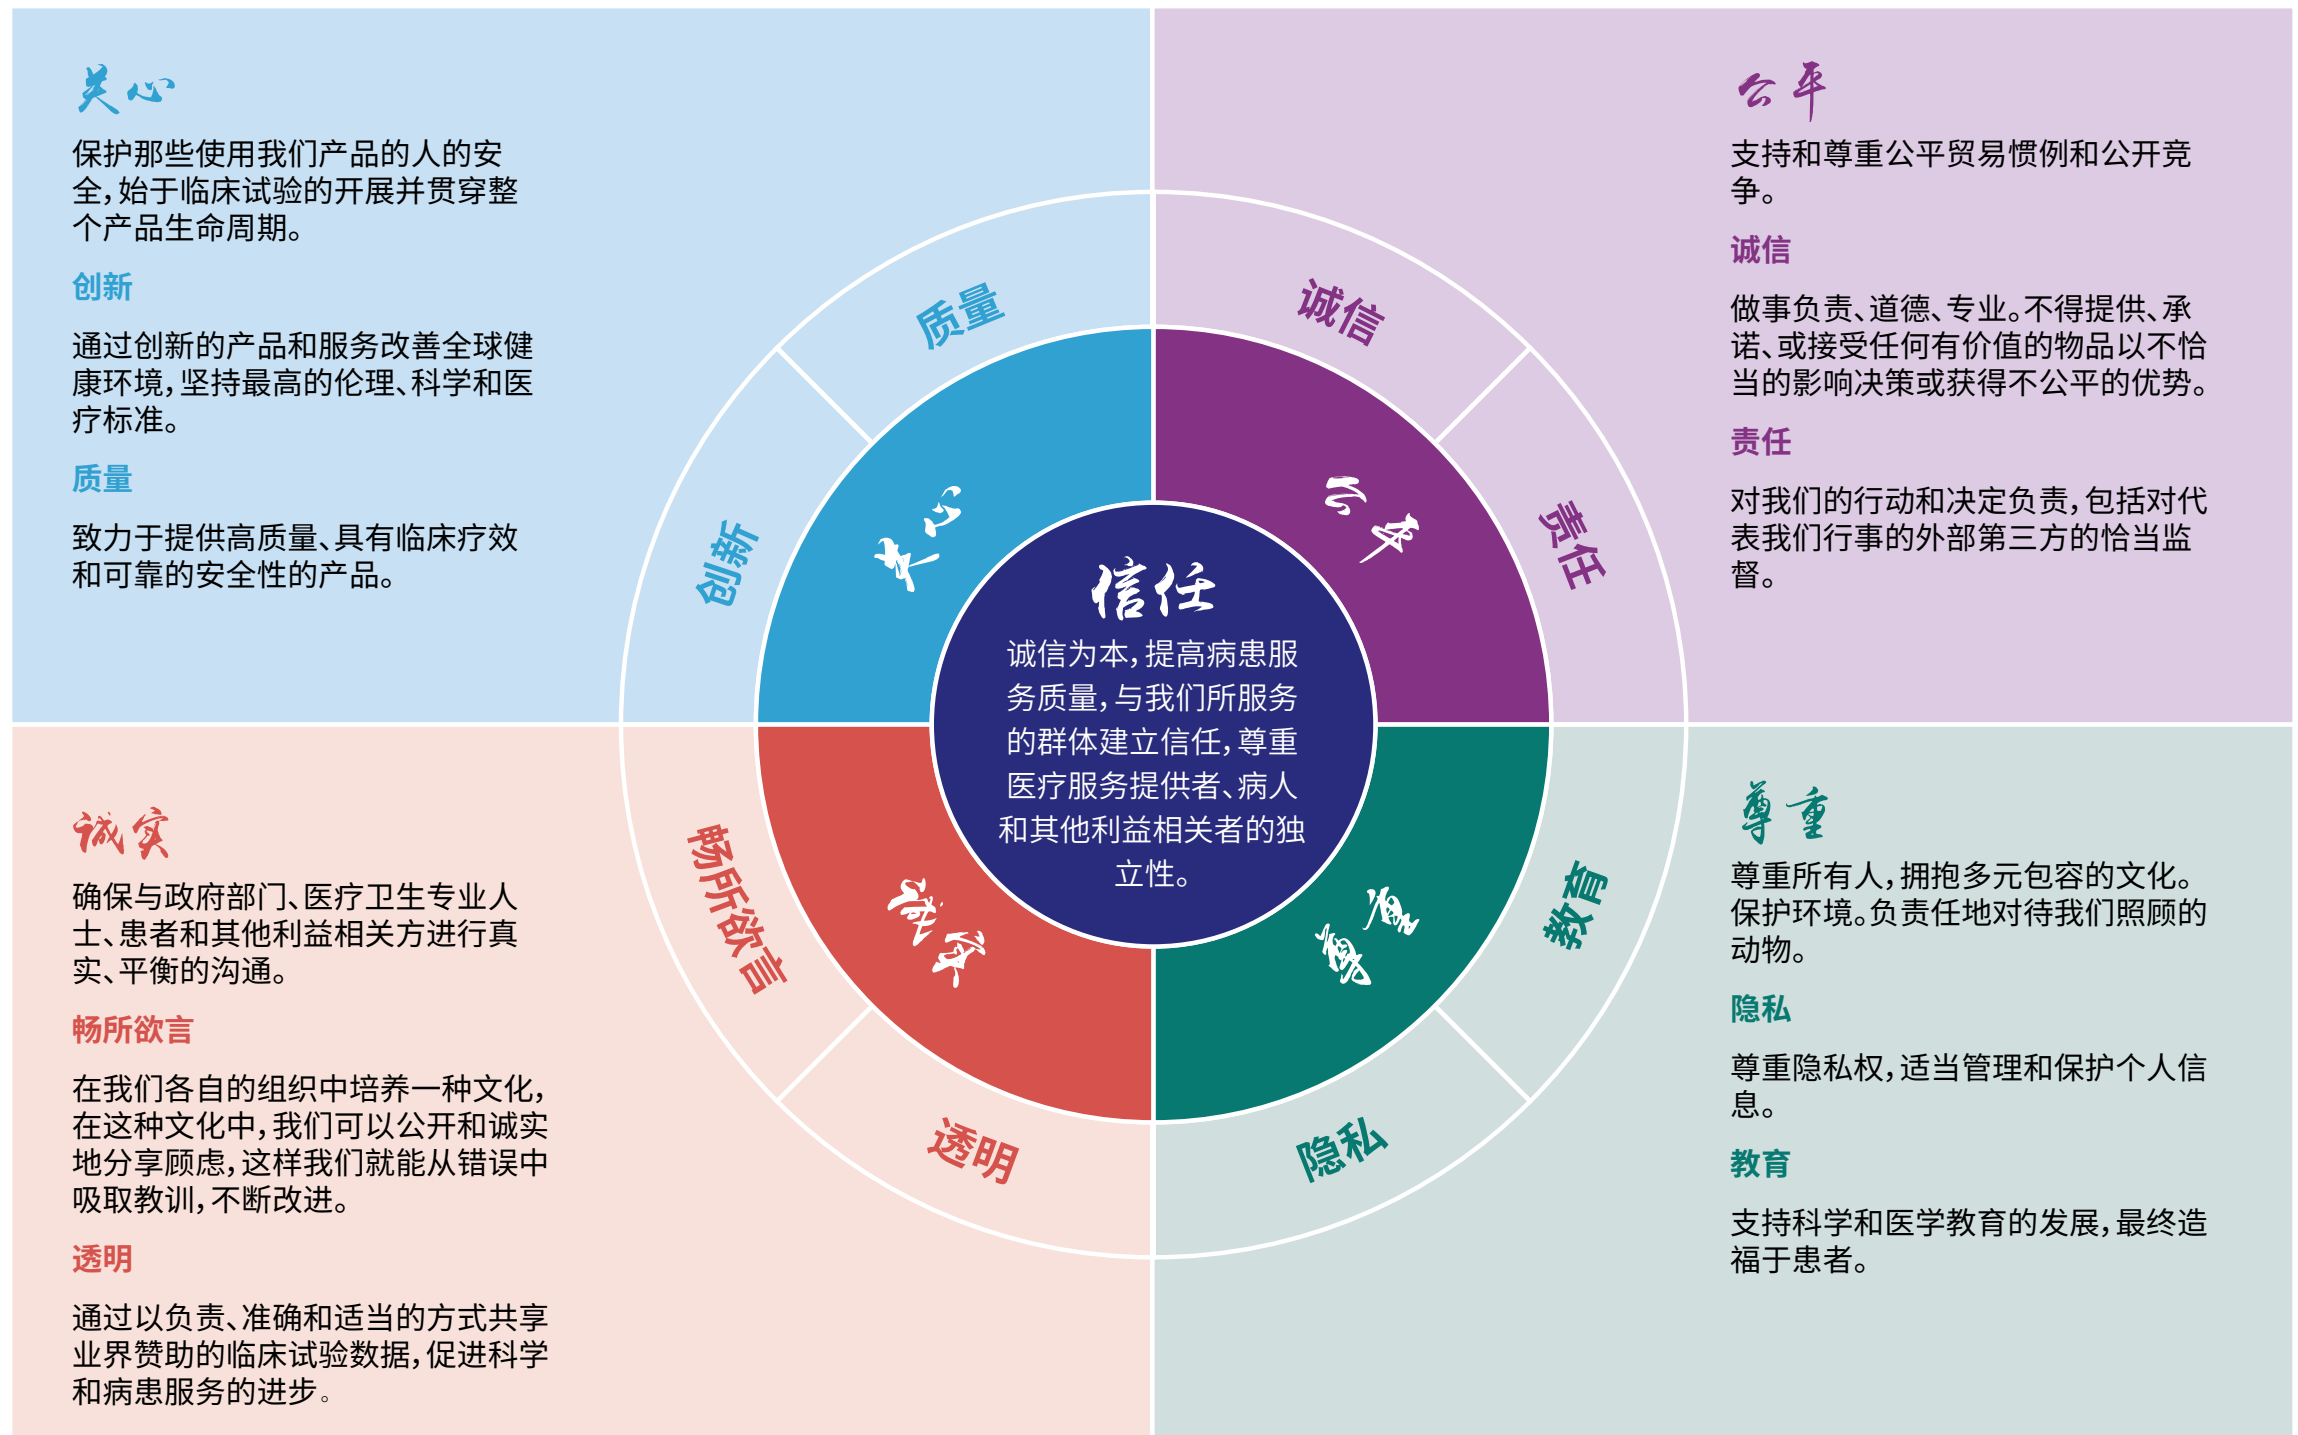 关心
保护那些使用我们产品的人的安
全，始于临床试验的开展并贯穿整
个产品生命周期。
创新
通过创新的产品和服务改善全球健
康环境，坚持最高的伦理、科学和医
疗标准。
质量
致力于提供高质量、具有临床疗效
和可靠的安全性的产品。
公平
支持和尊重公平贸易惯例和公开竞
争。
诚信
做事负责、道德、专业。不得提供、承
诺、或接受任何有价值的物品以不恰
当的影响决策或获得不公平的优势。
责任
对我们的行动和决定负责，包括对代
表我们行事的外部第三方的恰当监
督。
质量
创新
关心
诚信
责任
公平
信任
诚信为本，提高病患服
务质量，与我们所服务
的群体建立信任，尊重
医疗服务提供者、病人
和其他利益相关者的独
立性。
畅所欲言
透明
诚实
教育
隐私
尊重
诚实
确保与政府部门、医疗卫生专业人
士、患者和其他利益相关方进行真
实、平衡的沟通。
畅所欲言
在我们各自的组织中培养一种文化，
在这种文化中，我们可以公开和诚实
地分享顾虑，这样我们就能从错误中
吸取教训，不断改进。
透明
通过以负责、准确和适当的方式共享
业界赞助的临床试验数据，促进科学
和病患服务的进步。
尊重
尊重所有人，拥抱多元包容的文化。
保护环境。负责任地对待我们照顾的
动物。
隐私
尊重隐私权，适当管理和保护个人信
息。
教育
支持科学和医学教育的发展，最终造
福于患者。